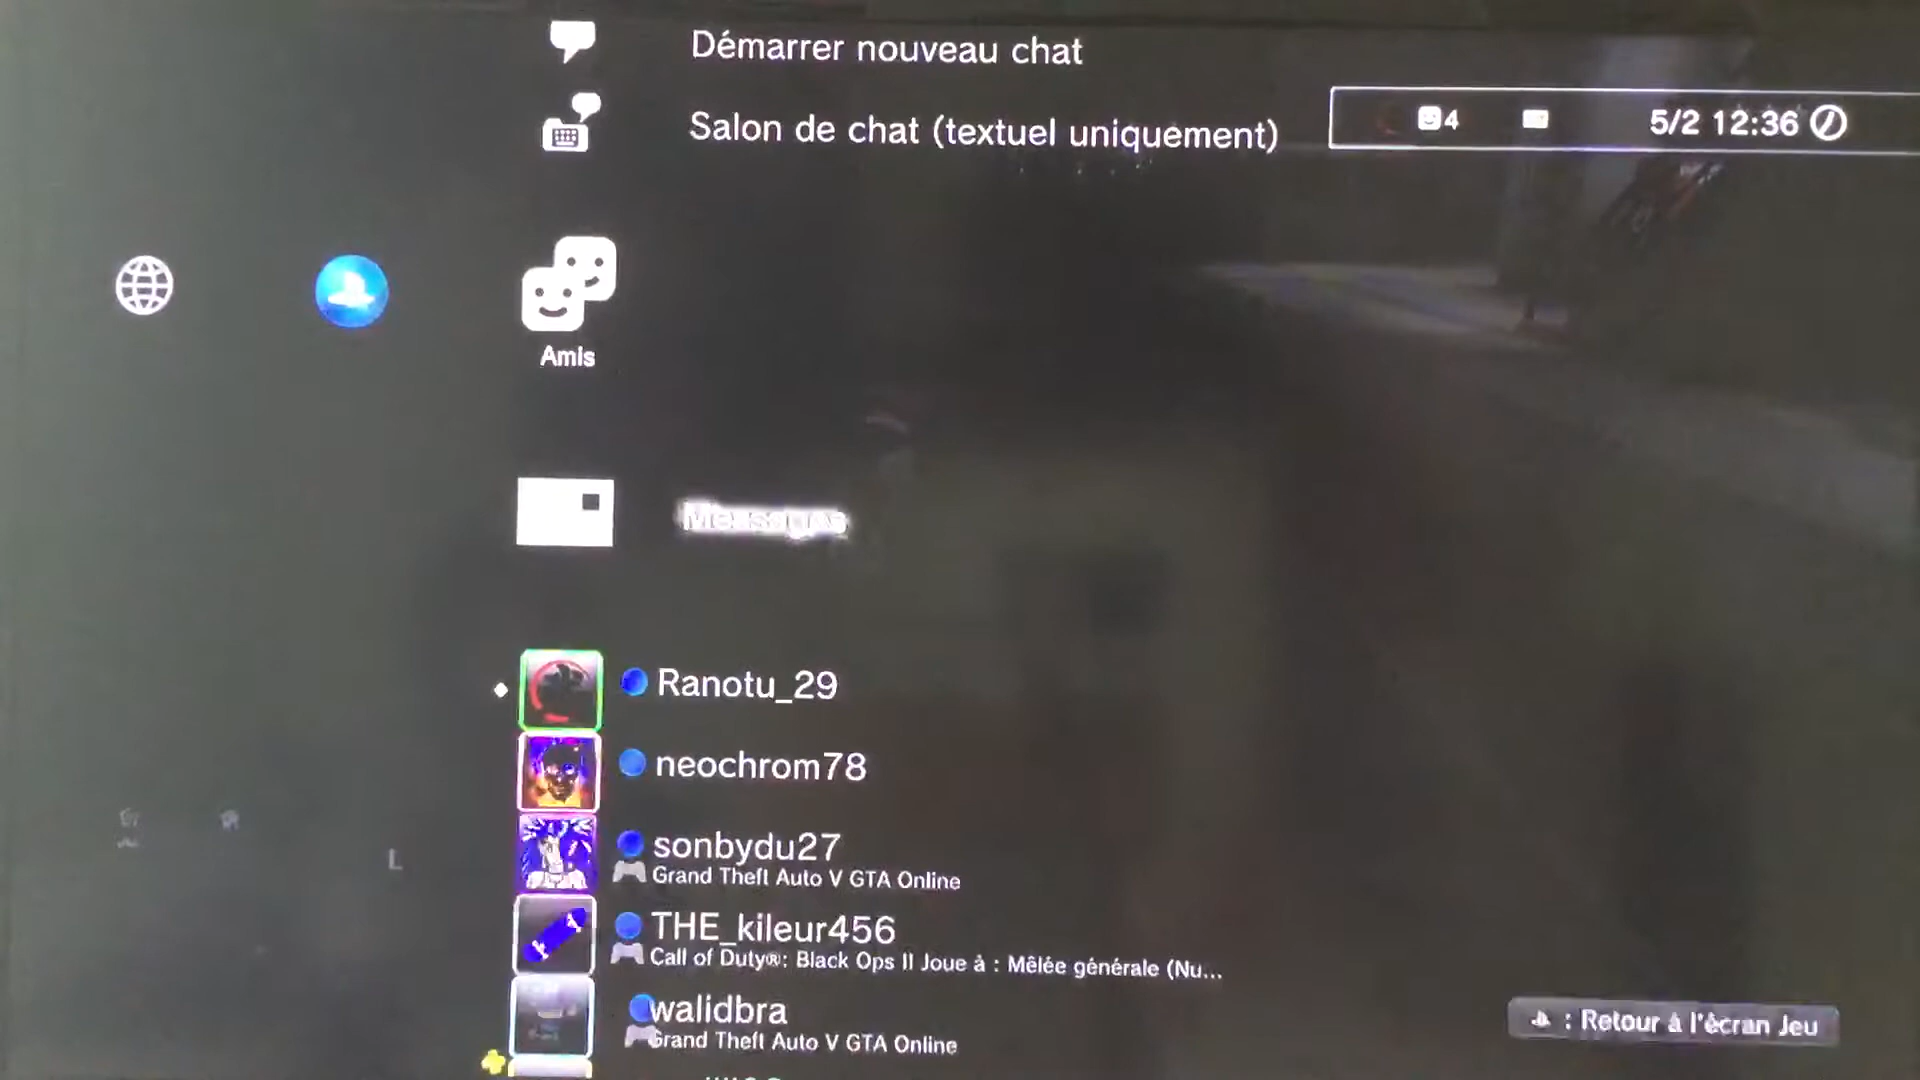 Démarrer nouveau chat
Salon de chat (textuel uniquement)
4
5/2 12:36
Amis
Messages
Ranotu_29
neochrom78
sonbydu27
Grand Theft Auto V GTA Online
THE_kileur456
Call of Duty®: Black Ops II Joue à : Mêlée générale (Nu...
walidbra
Grand Theft Auto V GTA Online
: Retour à l'écran Jeu
L